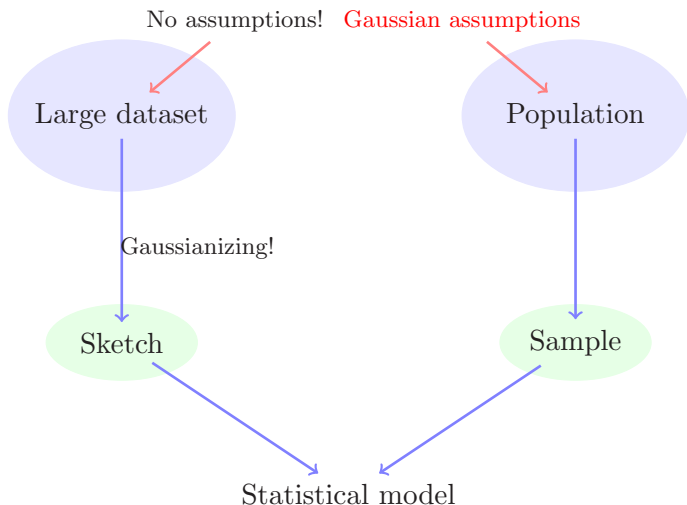 No assumptions! Gaussian assumptions
Large dataset Population
Gaussianizing!
Sketch Sample
Statistical model